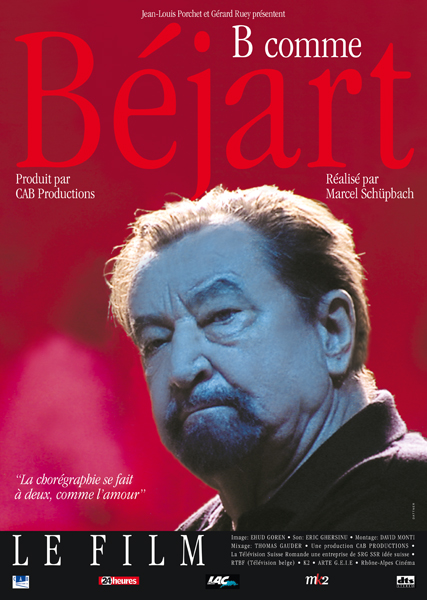 Jean-Louis Porchet et Gérard Ruey présentent
B comme
Béjart
Produit par
CAB Productions
Réalisé par
Marcel Schüpbach
“La chorégraphie se fait
à deux, comme l’amour”
LE FILM
Image: EHUD GOREN • Son: ERIC GHERSINU • Montage: DAVID MONTI
Mixage: THOMAS GAUDER • Une production CAB PRODUCTIONS •
La Télévision Suisse Romande une entreprise de SRG SSR idée suisse •
RTBF (Télévision belge) • K2 • ARTE G.E.I.E • Rhône-Alpes Cinéma
24heures
LAC
mk2
dts